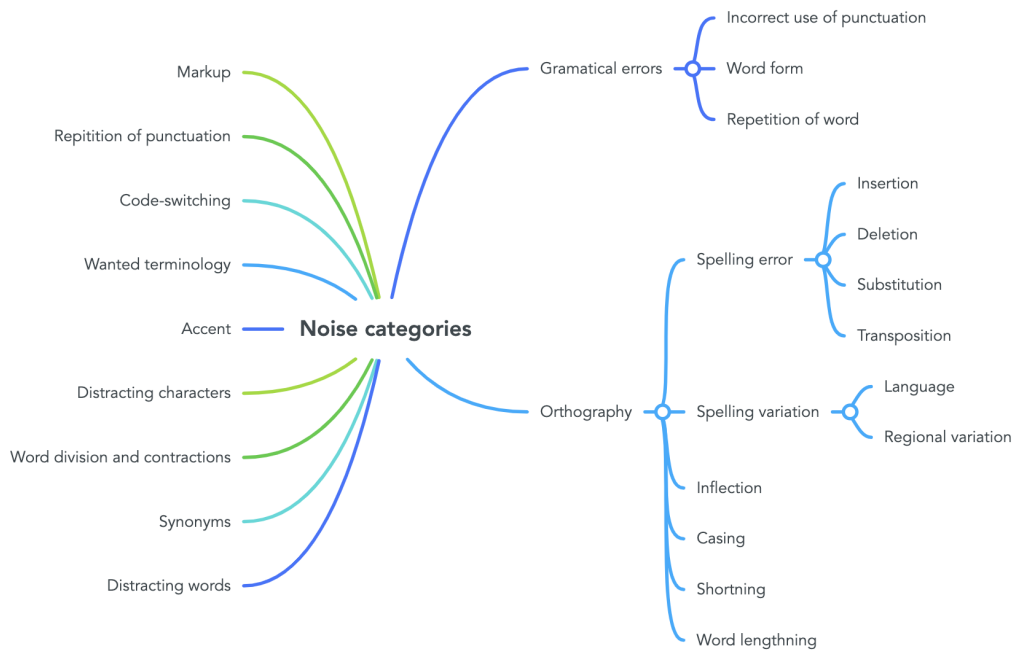 Noise categories
Markup
Repitition of punctuation
Code-switching
Wanted terminology
Accent
Distracting characters
Word division and contractions
Synonyms
Distracting words
Gramatical errors
Incorrect use of punctuation
Word form
Repetition of word
Orthography
Spelling error
Insertion
Deletion
Substitution
Transposition
Spelling variation
Language
Regional variation
Inflection
Casing
Shortning
Word lengthning